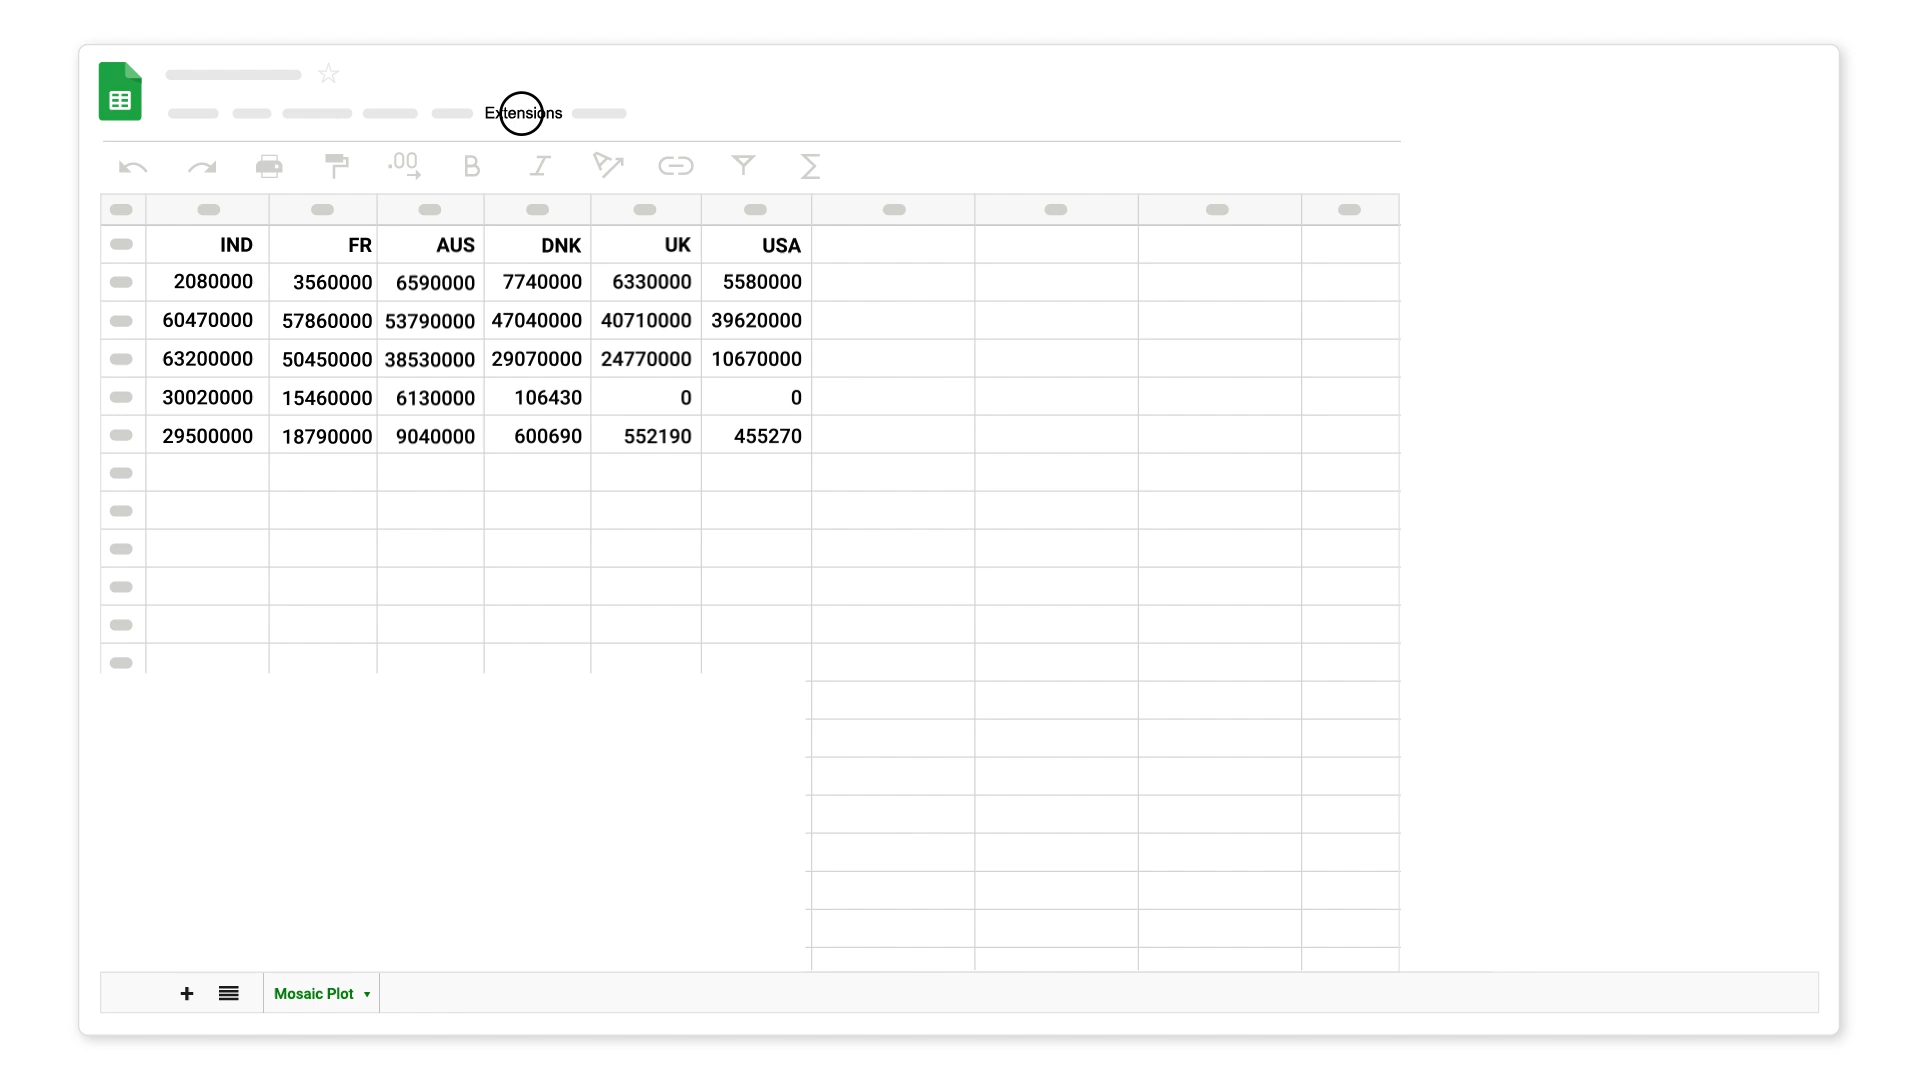 Extensions
.00
IND FR AUS DNK UK USA
2080000 3560000 6590000 7740000 6330000 5580000
60470000 57860000 53790000 47040000 40710000 39620000
63200000 50450000 38530000 29070000 24770000 10670000
30020000 15460000 6130000 106430 0 0
29500000 18790000 9040000 600690 552190 455270
Mosaic Plot